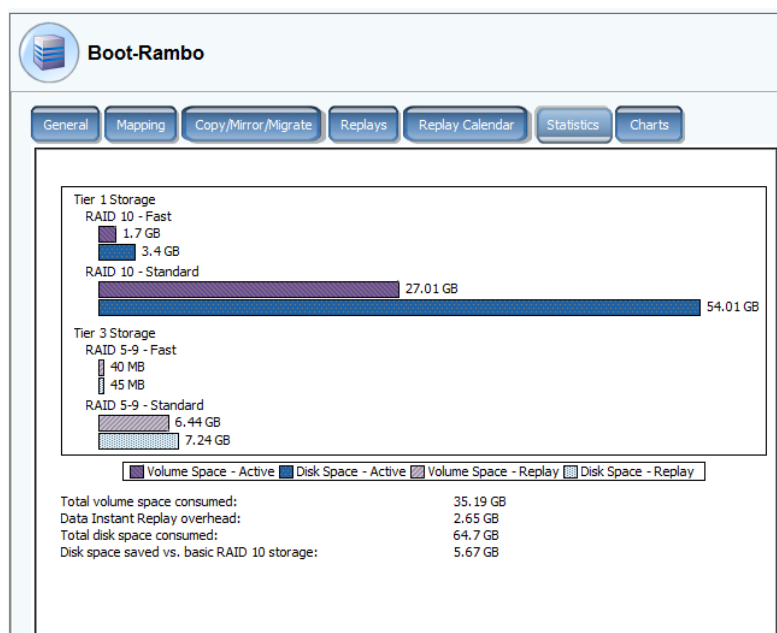 Boot-Rambo
General Mapping Copy/Mirror/Migrate Replays Replay Calendar Statistics Charts
Tier 1 Storage
RAID 10 - Fast
1.7 GB
3.4 GB
RAID 10 - Standard
27.01 GB
54.01 GB
Tier 3 Storage
RAID 5-9 - Fast
40 MB
45 MB
RAID 5-9 - Standard
6.44 GB
7.24 GB
Volume Space - Active Disk Space - Active Volume Space - Replay Disk Space - Replay
Total volume space consumed: 35.19 GB
Data Instant Replay overhead: 2.65 GB
Total disk space consumed: 64.7 GB
Disk space saved vs. basic RAID 10 storage: 5.67 GB